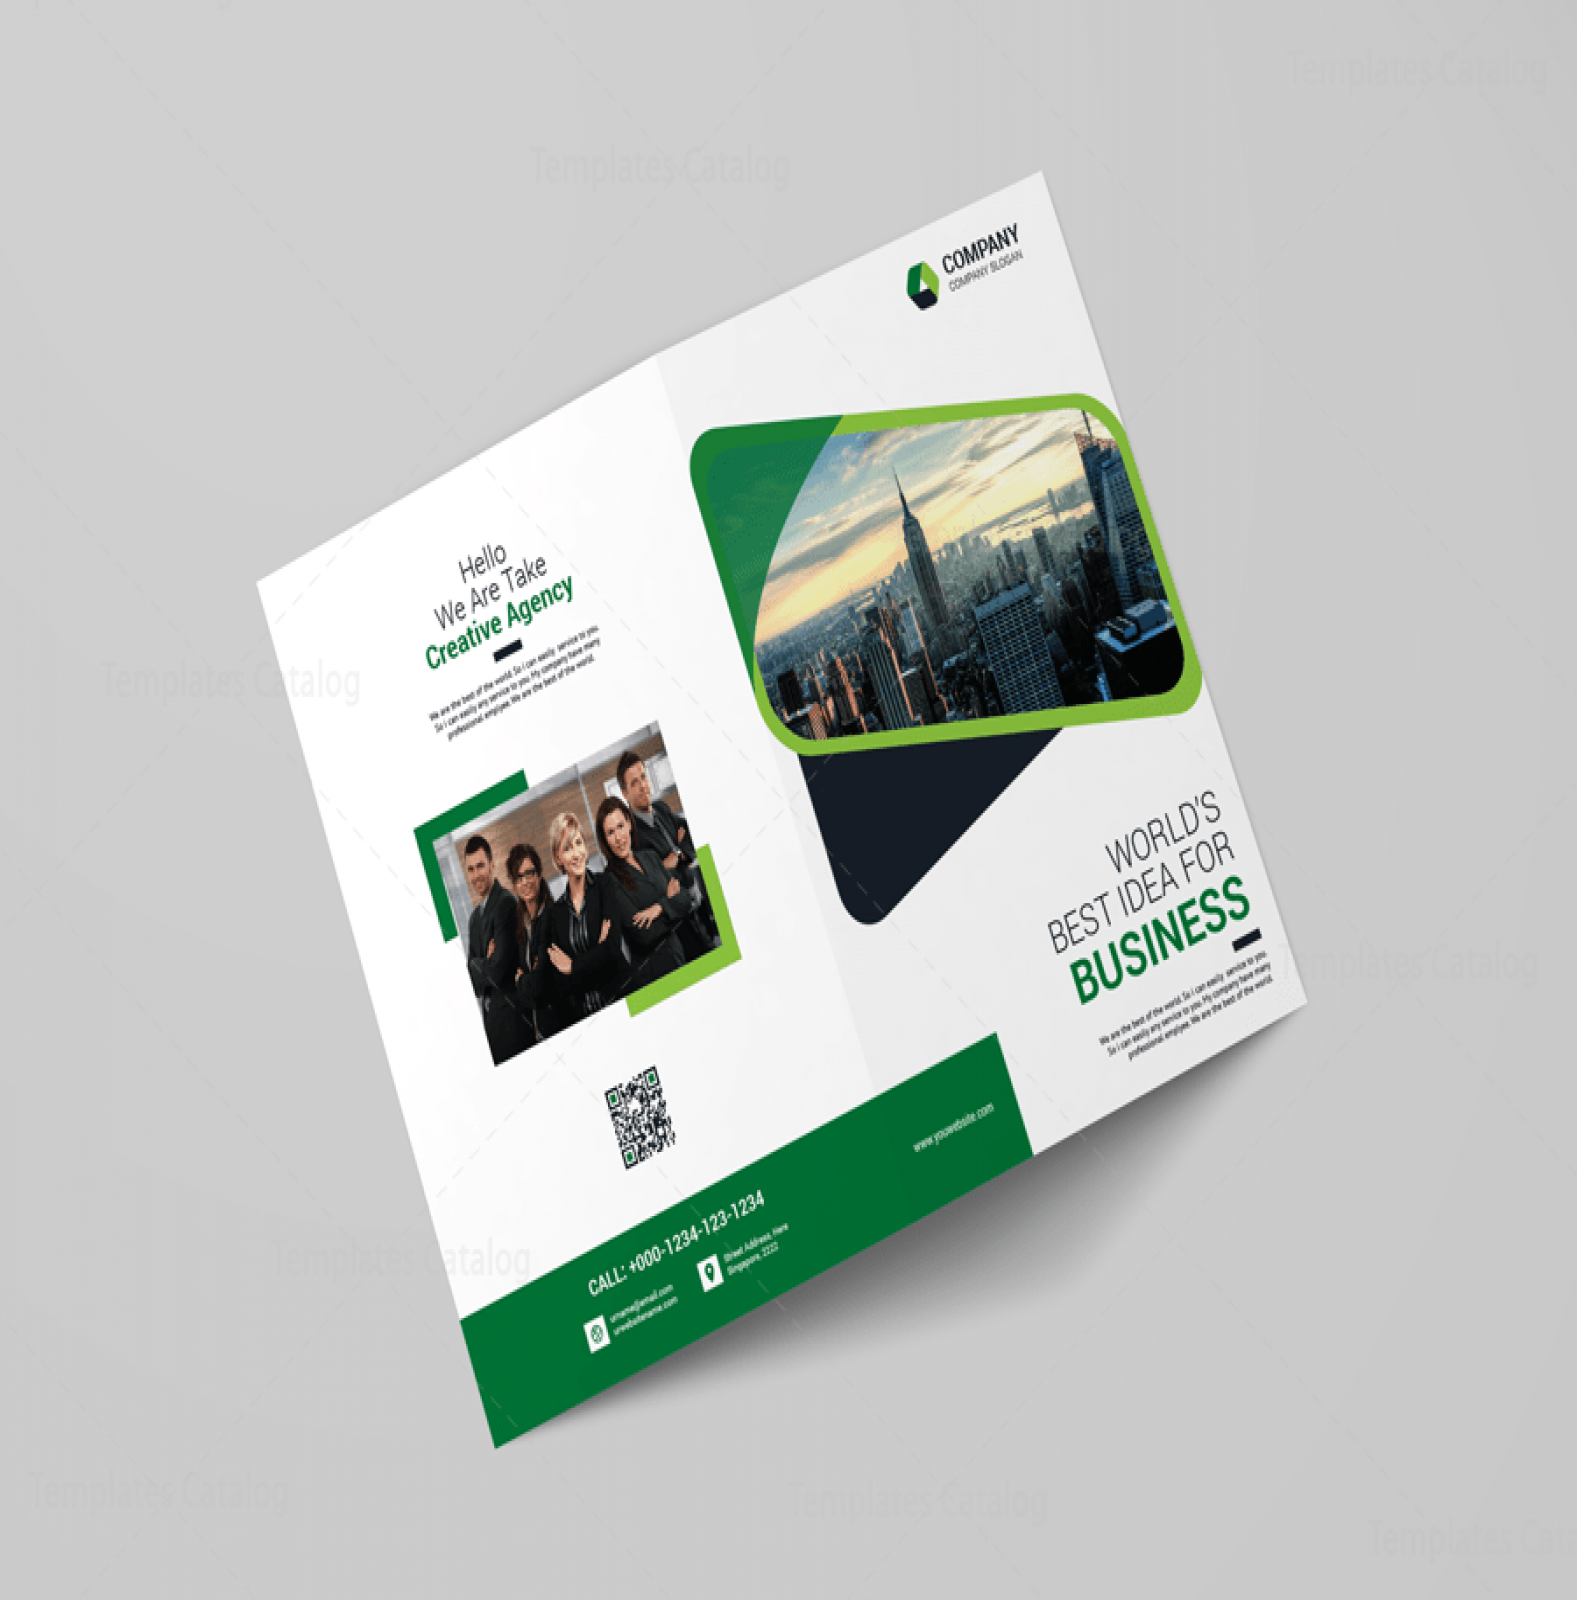 COMPANY
COMPANY SLOGAN
Hello
We Are Take
Creative Agency
We are the best of the world. So i can easily service to you.
So i can easily any service to you. My company have many
professional emplyee. We are the best of the world.
WORLD'S
BEST IDEA FOR
BUSINESS
We are the best of the world. So i can easily service to you.
So i can easily any service to you. My company have many
professional emplyee. We are the best of the world.
www.youwebsite.com
CALL: +000-1234-123-1234
urname@email.com
urwebsitename.com
Street Address, Here
Singapore, 2222
Templates Catalog
Templates Catalog
Templates Catalog
Templates Catalog
Templates Catalog
Templates Catalog
Templates Catalog
Templates Cata